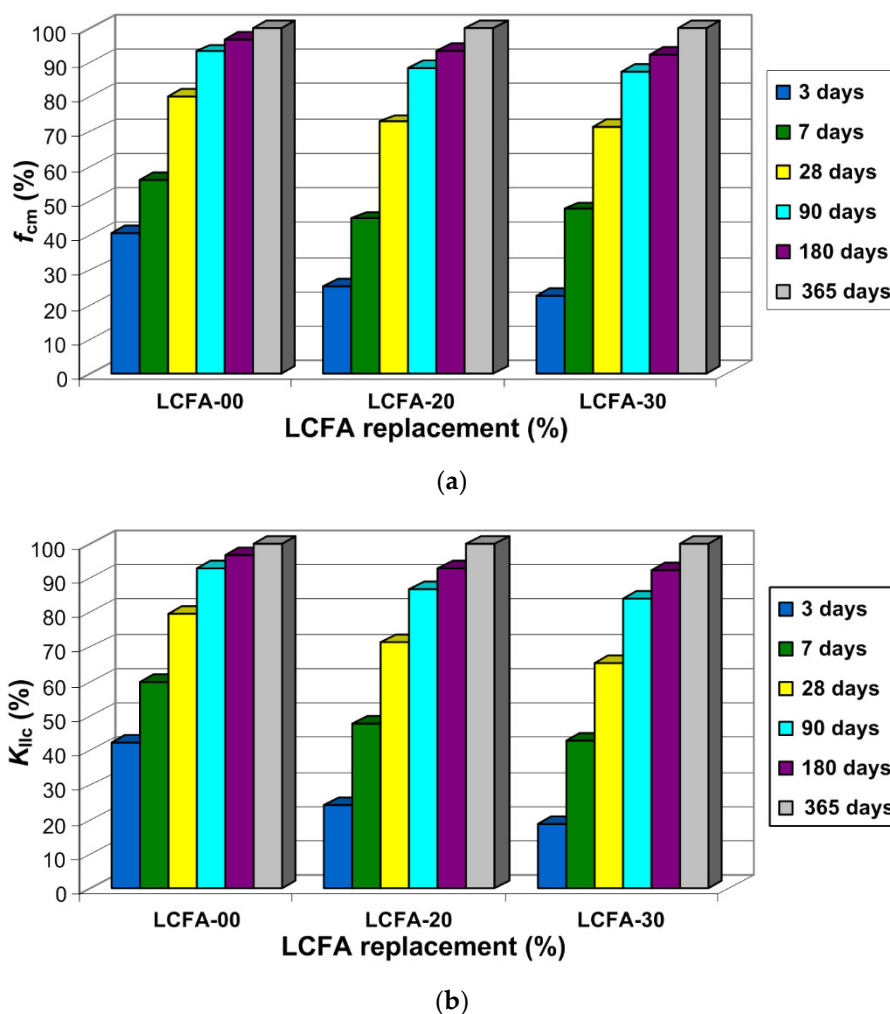 100
90
80
70
60
50
40
30
20
10
0
fcm (%)
LCFA-00 LCFA-20 LCFA-30
LCFA replacement (%)
3 days
7 days
28 days
90 days
180 days
365 days
(a)
100
90
80
70
60
50
40
30
20
10
0
KIIc (%)
LCFA-00 LCFA-20 LCFA-30
LCFA replacement (%)
3 days
7 days
28 days
90 days
180 days
365 days
(b)